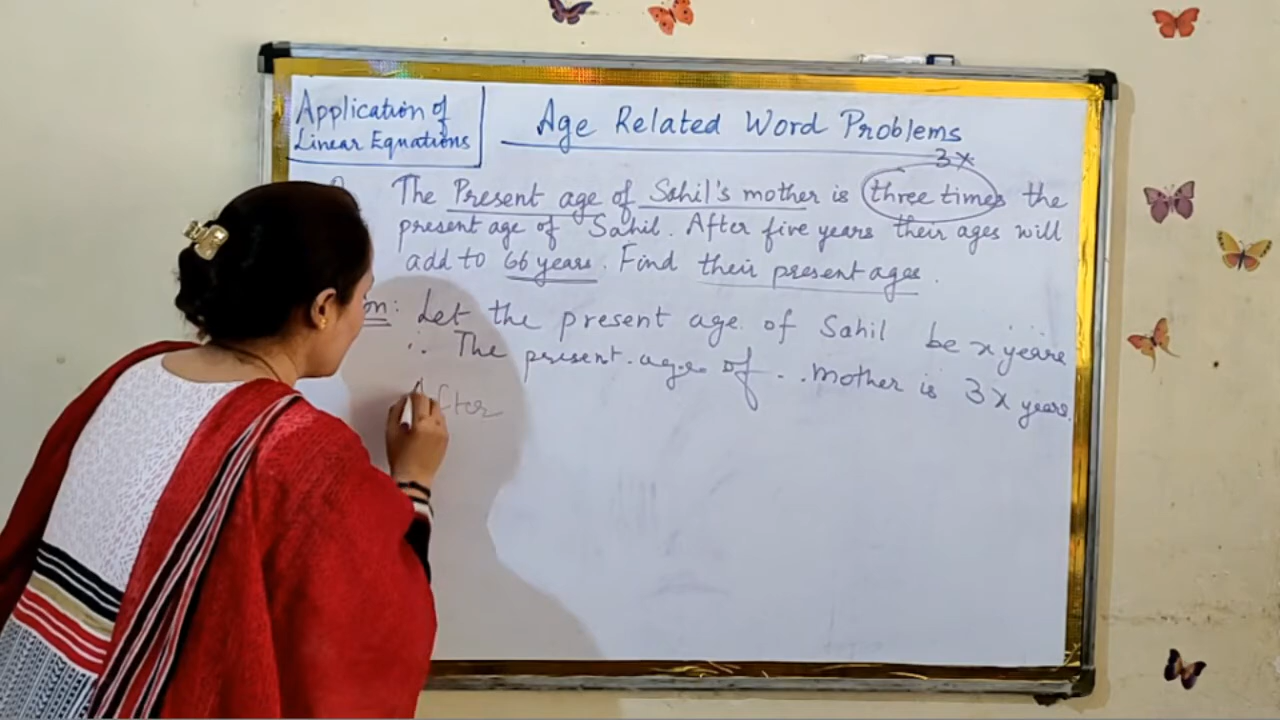 Application of
Linear Equations
Age Related Word Problems
3x
The Present age of Sahil's mother is three times the
present age of Sahil. After five years their ages will
add to 66 years. Find their present ages.
Let the present age of Sahil be x years
∴ The present age of mother is 3x years.
After